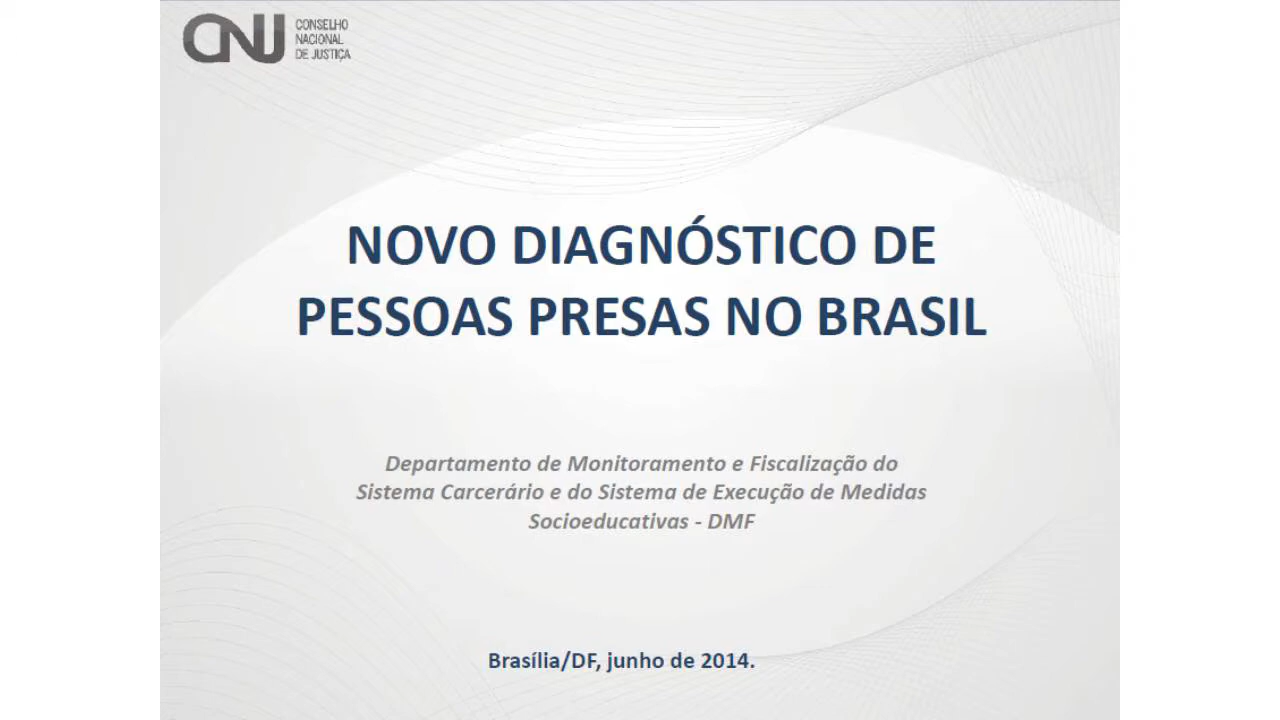 CNJ
CONSELHO
NACIONAL
DE JUSTIÇA
NOVO DIAGNÓSTICO DE
PESSOAS PRESAS NO BRASIL
Departamento de Monitoramento e Fiscalização do
Sistema Carcerário e do Sistema de Execução de Medidas
Socioeducativas - DMF
Brasília/DF, junho de 2014.